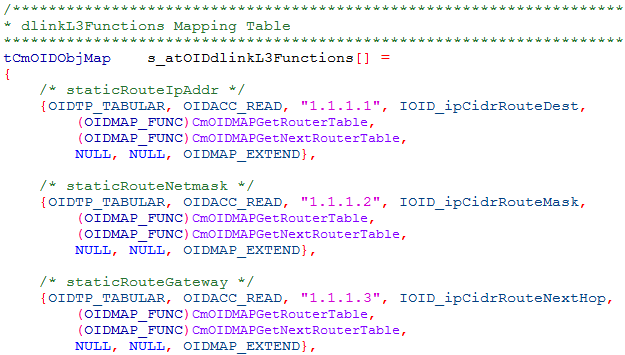 /****************************************************************
* dlinkL3Functions Mapping Table
*****************************************************************
tCmOIDObjMap    s_atOIDdlinkL3Functions[] =
{
    /* staticRouteIpAddr */
    {OIDTP_TABULAR, OIDACC_READ, "1.1.1.1", IOID_ipCidrRouteDest,
        (OIDMAP_FUNC)CmOIDMAPGetRouterTable,
        (OIDMAP_FUNC)CmOIDMAPGetNextRouterTable,
        NULL, NULL, OIDMAP_EXTEND},
    /* staticRouteNetmask */
    {OIDTP_TABULAR, OIDACC_READ, "1.1.1.2", IOID_ipCidrRouteMask,
        (OIDMAP_FUNC)CmOIDMAPGetRouterTable,
        (OIDMAP_FUNC)CmOIDMAPGetNextRouterTable,
        NULL, NULL, OIDMAP_EXTEND},
    /* staticRouteGateway */
    {OIDTP_TABULAR, OIDACC_READ, "1.1.1.3", IOID_ipCidrRouteNextHop,
        (OIDMAP_FUNC)CmOIDMAPGetRouterTable,
        (OIDMAP_FUNC)CmOIDMAPGetNextRouterTable,
        NULL, NULL, OIDMAP_EXTEND},